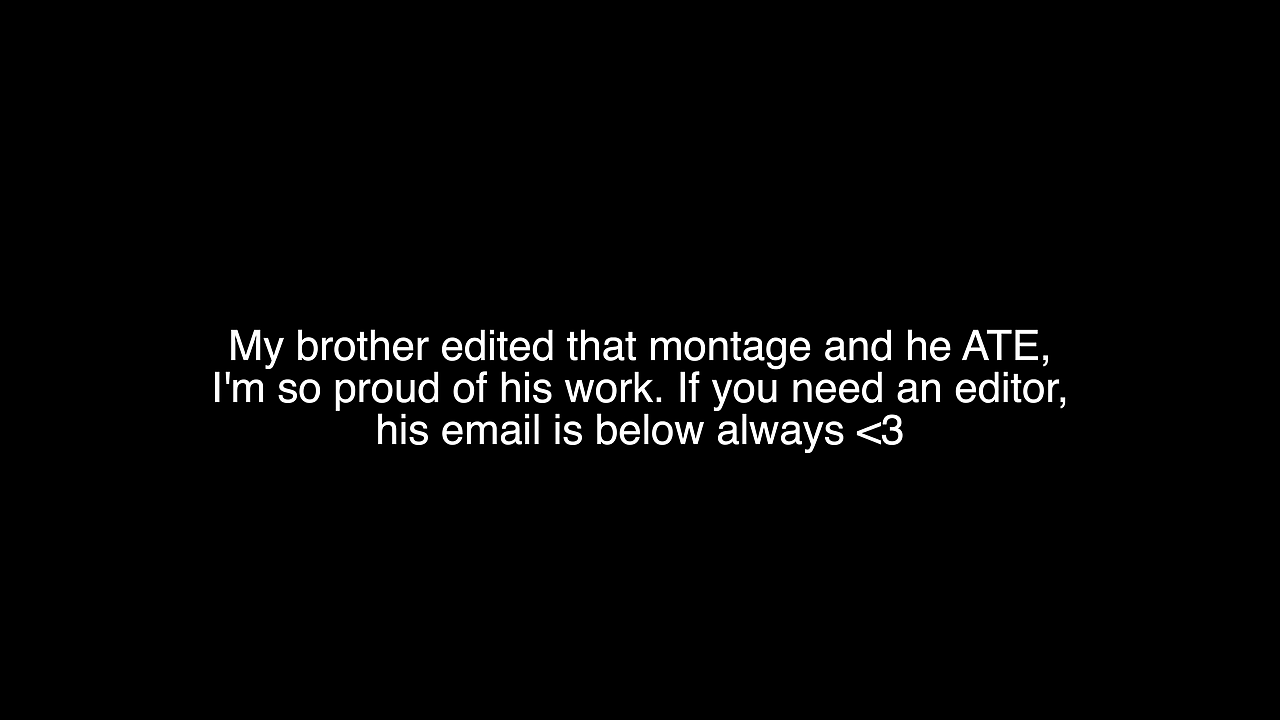 My brother edited that montage and he ATE,
I'm so proud of his work. If you need an editor,
his email is below always <3